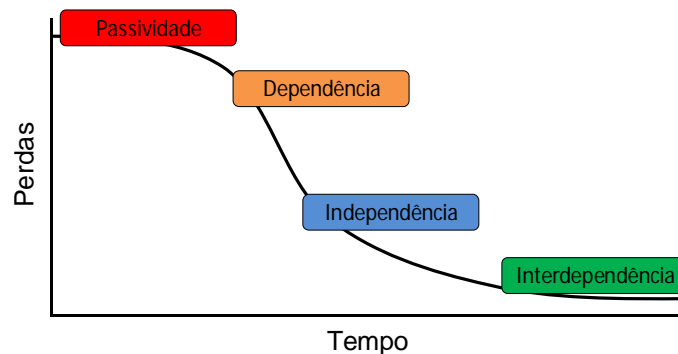 Passividade
Dependência
Independência
Interdependência
Perdas
Tempo